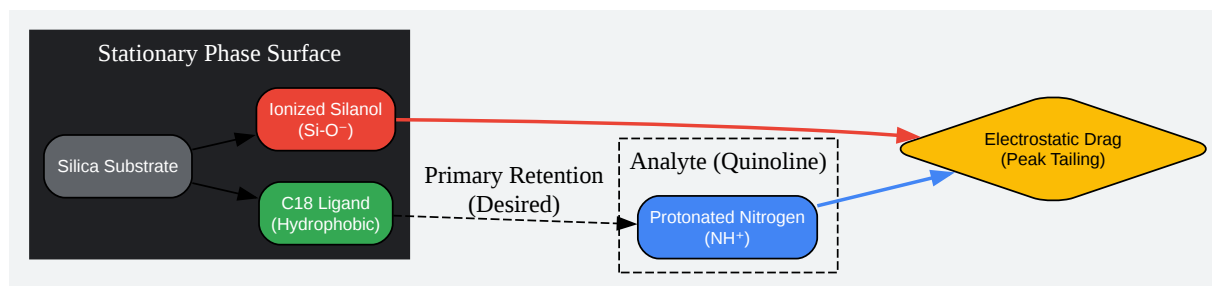 Stationary Phase Surface
Silica Substrate
Ionized Silanol
(Si-O⁻)
C18 Ligand
(Hydrophobic)
Primary Retention
(Desired)
Analyte (Quinoline)
Protonated Nitrogen
(NH⁺)
Electrostatic Drag
(Peak Tailing)